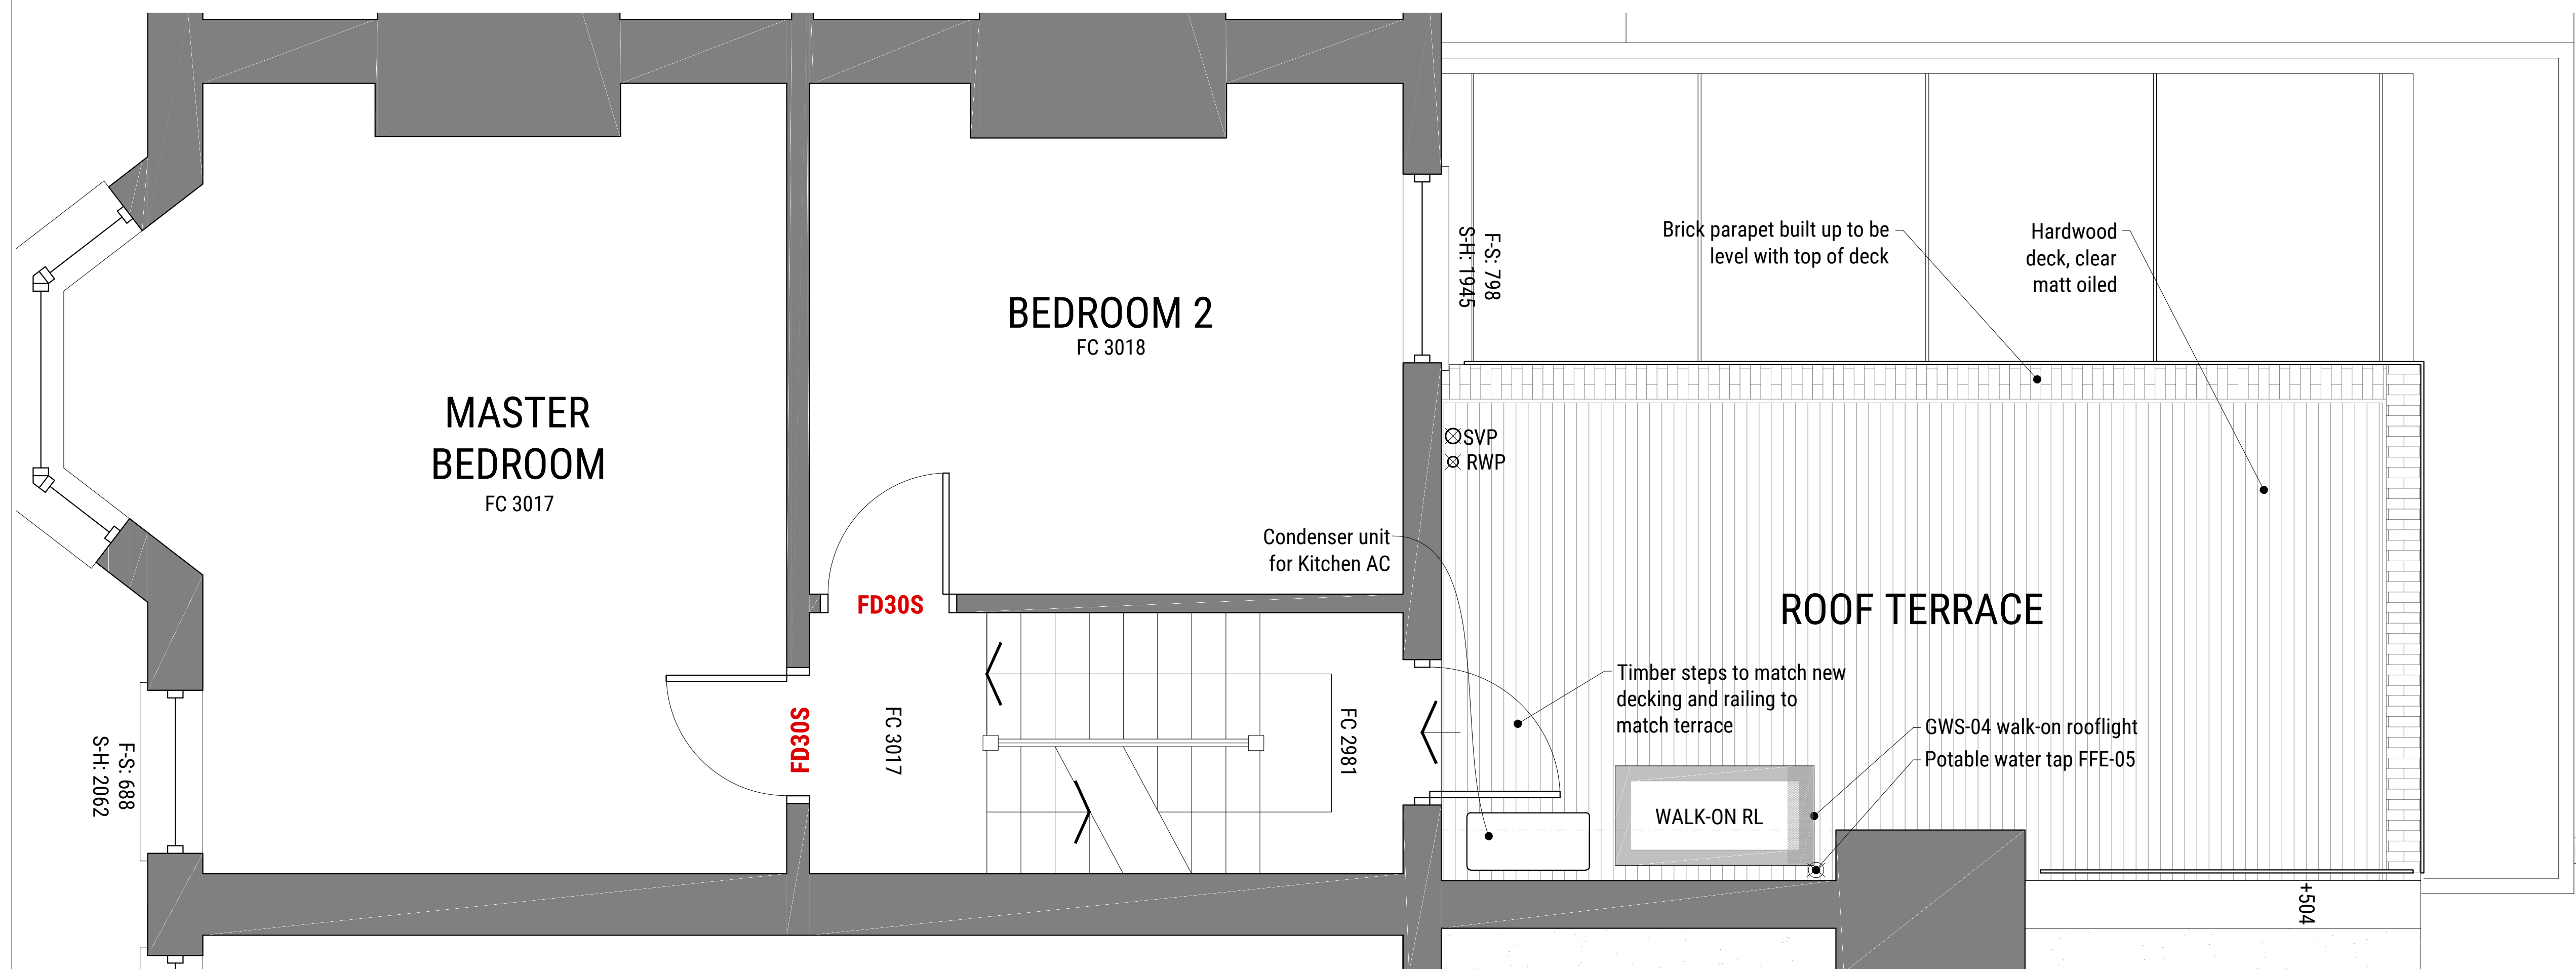 MASTER
BEDROOM
FC 3017
F-S: 688
S-H: 2062
BEDROOM 2
FC 3018
FD30S
FD30S
FC 3017
FC 2981
Condenser unit
for Kitchen AC
F-S: 798
S-H: 1945
Brick parapet built up to be
level with top of deck
Hardwood
deck, clear
matt oiled
SVP
RWP
ROOF TERRACE
Timber steps to match new
decking and railing to
match terrace
GWS-04 walk-on rooflight
Potable water tap FFE-05
WALK-ON RL
+504